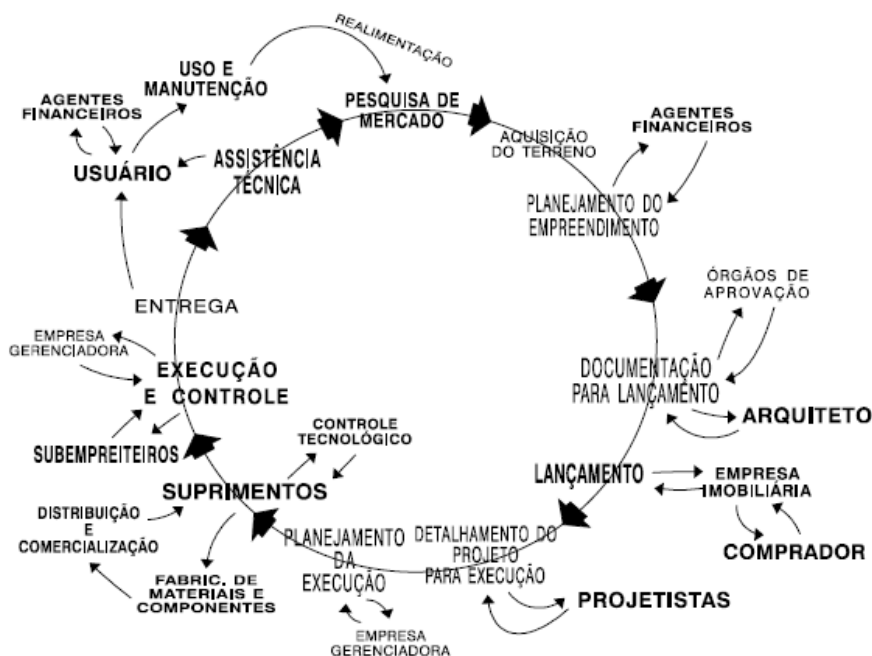 REALIMENTAÇÃO
USO E
MANUTENÇÃO
PESQUISA DE
MERCADO
AGENTES
FINANCEIROS
USUÁRIO
ASSISTÊNCIA
TÉCNICA
AQUISIÇÃO
DO TERRENO
AGENTES
FINANCEIROS
PLANEJAMENTO DO
EMPREENDIMENTO
ÓRGÃOS DE
APROVAÇÃO
DOCUMENTAÇÃO
PARA LANÇAMENTO
ARQUITETO
LANÇAMENTO
EMPRESA
IMOBILIÁRIA
COMPRADOR
DETALHAMENTO DO
PROJETO
PARA EXECUÇÃO
PROJETISTAS
PLANEJAMENTO
DA
EXECUÇÃO
EMPRESA
GERENCIADORA
SUPRIMENTOS
CONTROLE
TECNOLÓGICO
FABRIC. DE
MATERIAIS E
COMPONENTES
DISTRIBUIÇÃO
E
COMERCIALIZAÇÃO
EXECUÇÃO
E CONTROLE
SUBEMPREITEIROS
EMPRESA
GERENCIADORA
ENTREGA